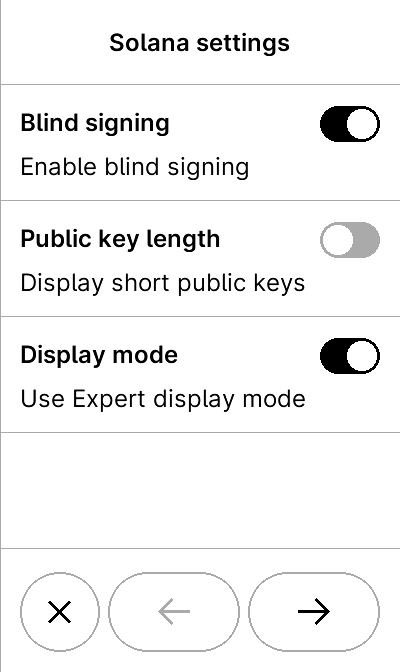 Solana settings
Blind signing
Enable blind signing
Public key length
Display short public keys
Display mode
Use Expert display mode